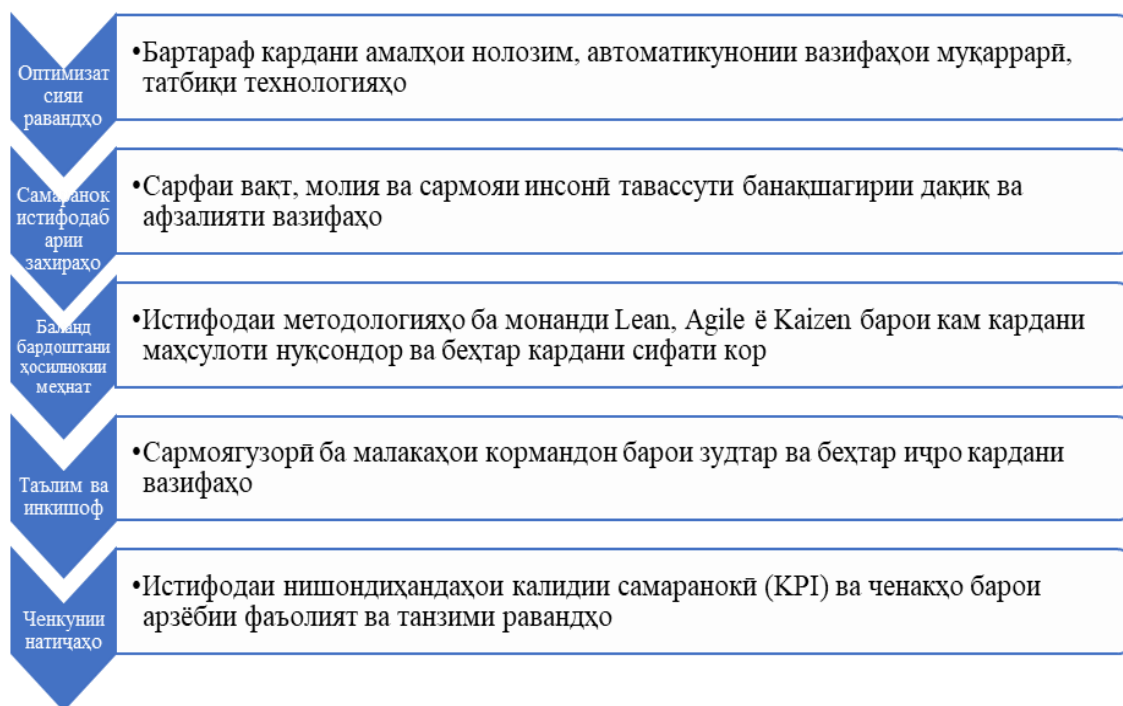 Оптимизат
сияи
равандҳо
•Бартараф кардани амалҳои нолозим, автоматикунонии вазифаҳои муқаррарӣ,
татбиқи технологияҳо
Самаранок
истифодаб
арии
захираҳо
•Сарфаи вақт, молия ва сармояи инсонӣ тавассути банақшагирии дақиқ ва
афзалияти вазифаҳо
Баланд
бардоштани
ҳосилнокии
меҳнат
•Истифодаи методологияҳо ба монанди Lean, Agile ё Kaizen барои кам кардани
маҳсулоти нуқсондор ва беҳтар кардани сифати кор
Таълим ва
инкишоф
•Сармоягузорӣ ба малакаҳои кормандон барои зудтар ва беҳтар иҷро кардани
вазифаҳо
Ченкунии
натиҷаҳо
•Истифодаи нишондиҳандаҳои калидии самаранокӣ (KPI) ва ченакҳо барои
арзёбии фаъолият ва танзими равандҳо